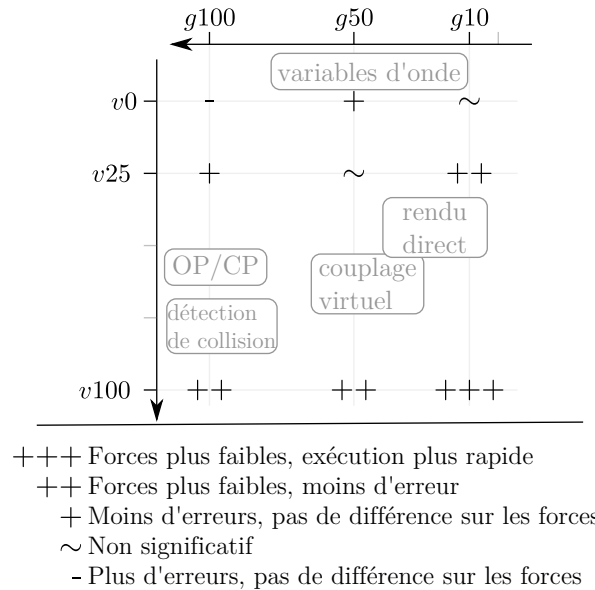 g100 g50 g10
variables d'onde
v0 - + ~
v25 + ~ ++
rendu
direct
OP/CP
couplage
virtuel
détection
de collision
v100 ++ ++ +++
+++ Forces plus faibles, exécution plus rapide
++ Forces plus faibles, moins d'erreur
+ Moins d'erreurs, pas de différence sur les forces
~ Non significatif
- Plus d'erreurs, pas de différence sur les forces